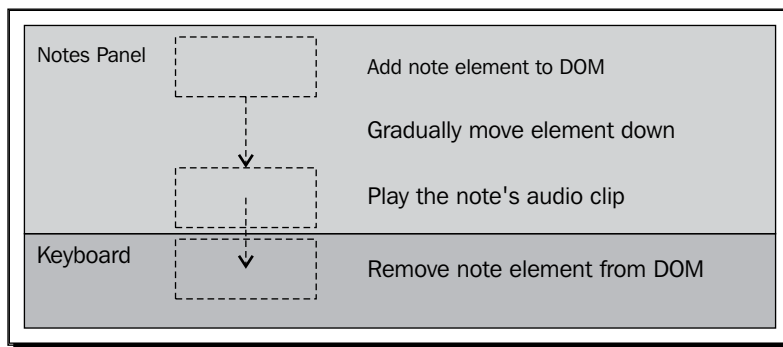 Notes Panel
Add note element to DOM
Gradually move element down
Play the note's audio clip
Keyboard
Remove note element from DOM